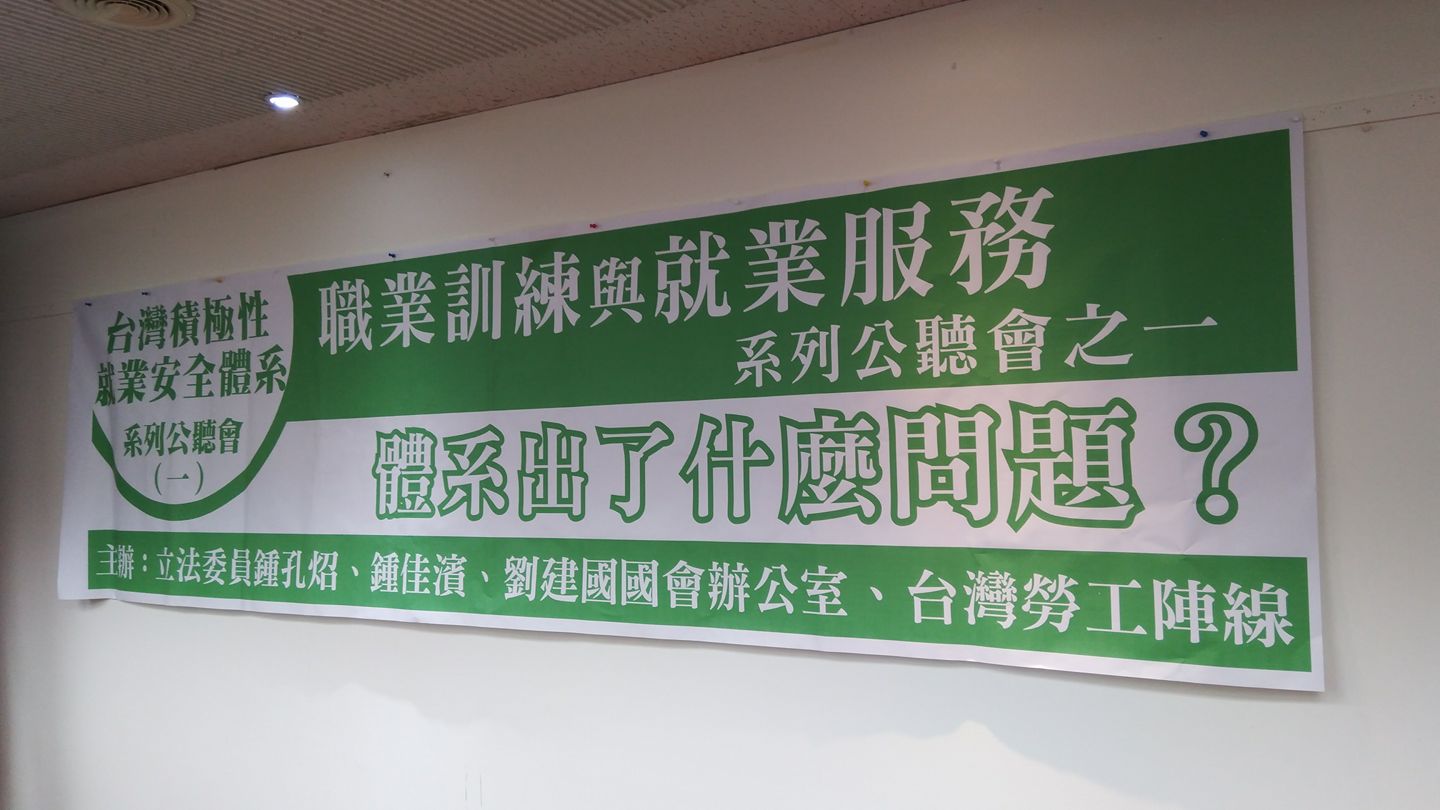 台灣積極性
就業安全體系
系列公聽會
(一)
職業訓練與就業服務
系列公聽會之一
體系出了什麼問題？
主辦：立法委員鍾孔炤、鍾佳濱、劉建國國會辦公室、台灣勞工陣線